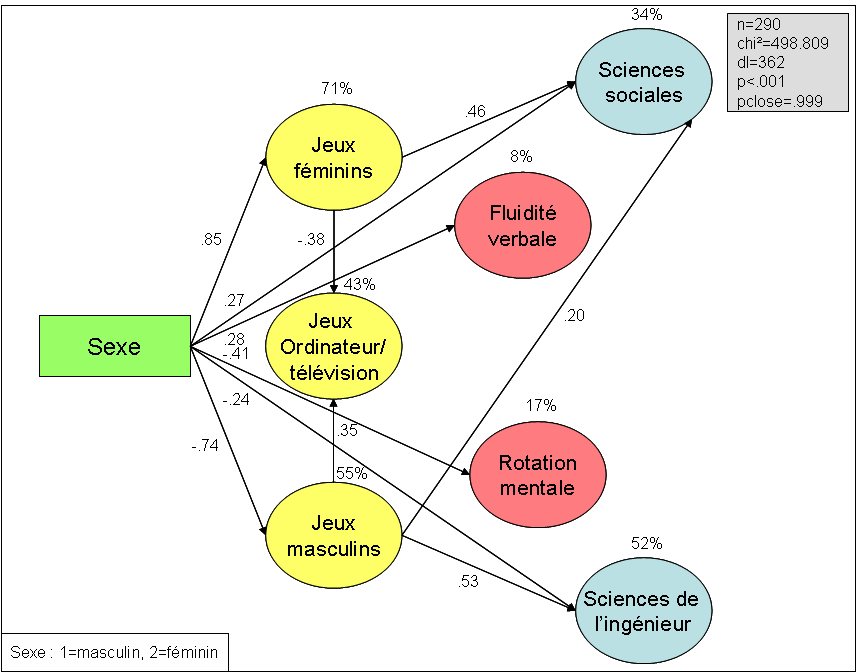 34%
n=290
chi²=498.809
dl=362
p<.001
pclose=.999
Sciences
sociales
71%
Jeux
féminins
.46
8%
Fluidité
verbale
.85
-.38
43%
.27
.28
-.41
Sexe
Jeux
Ordinateur/
télévision
.20
-.24
-.74
.35
17%
Rotation
mentale
55%
Jeux
masculins
52%
.53
Sciences de
l'ingénieur
Sexe : 1=masculin, 2=féminin